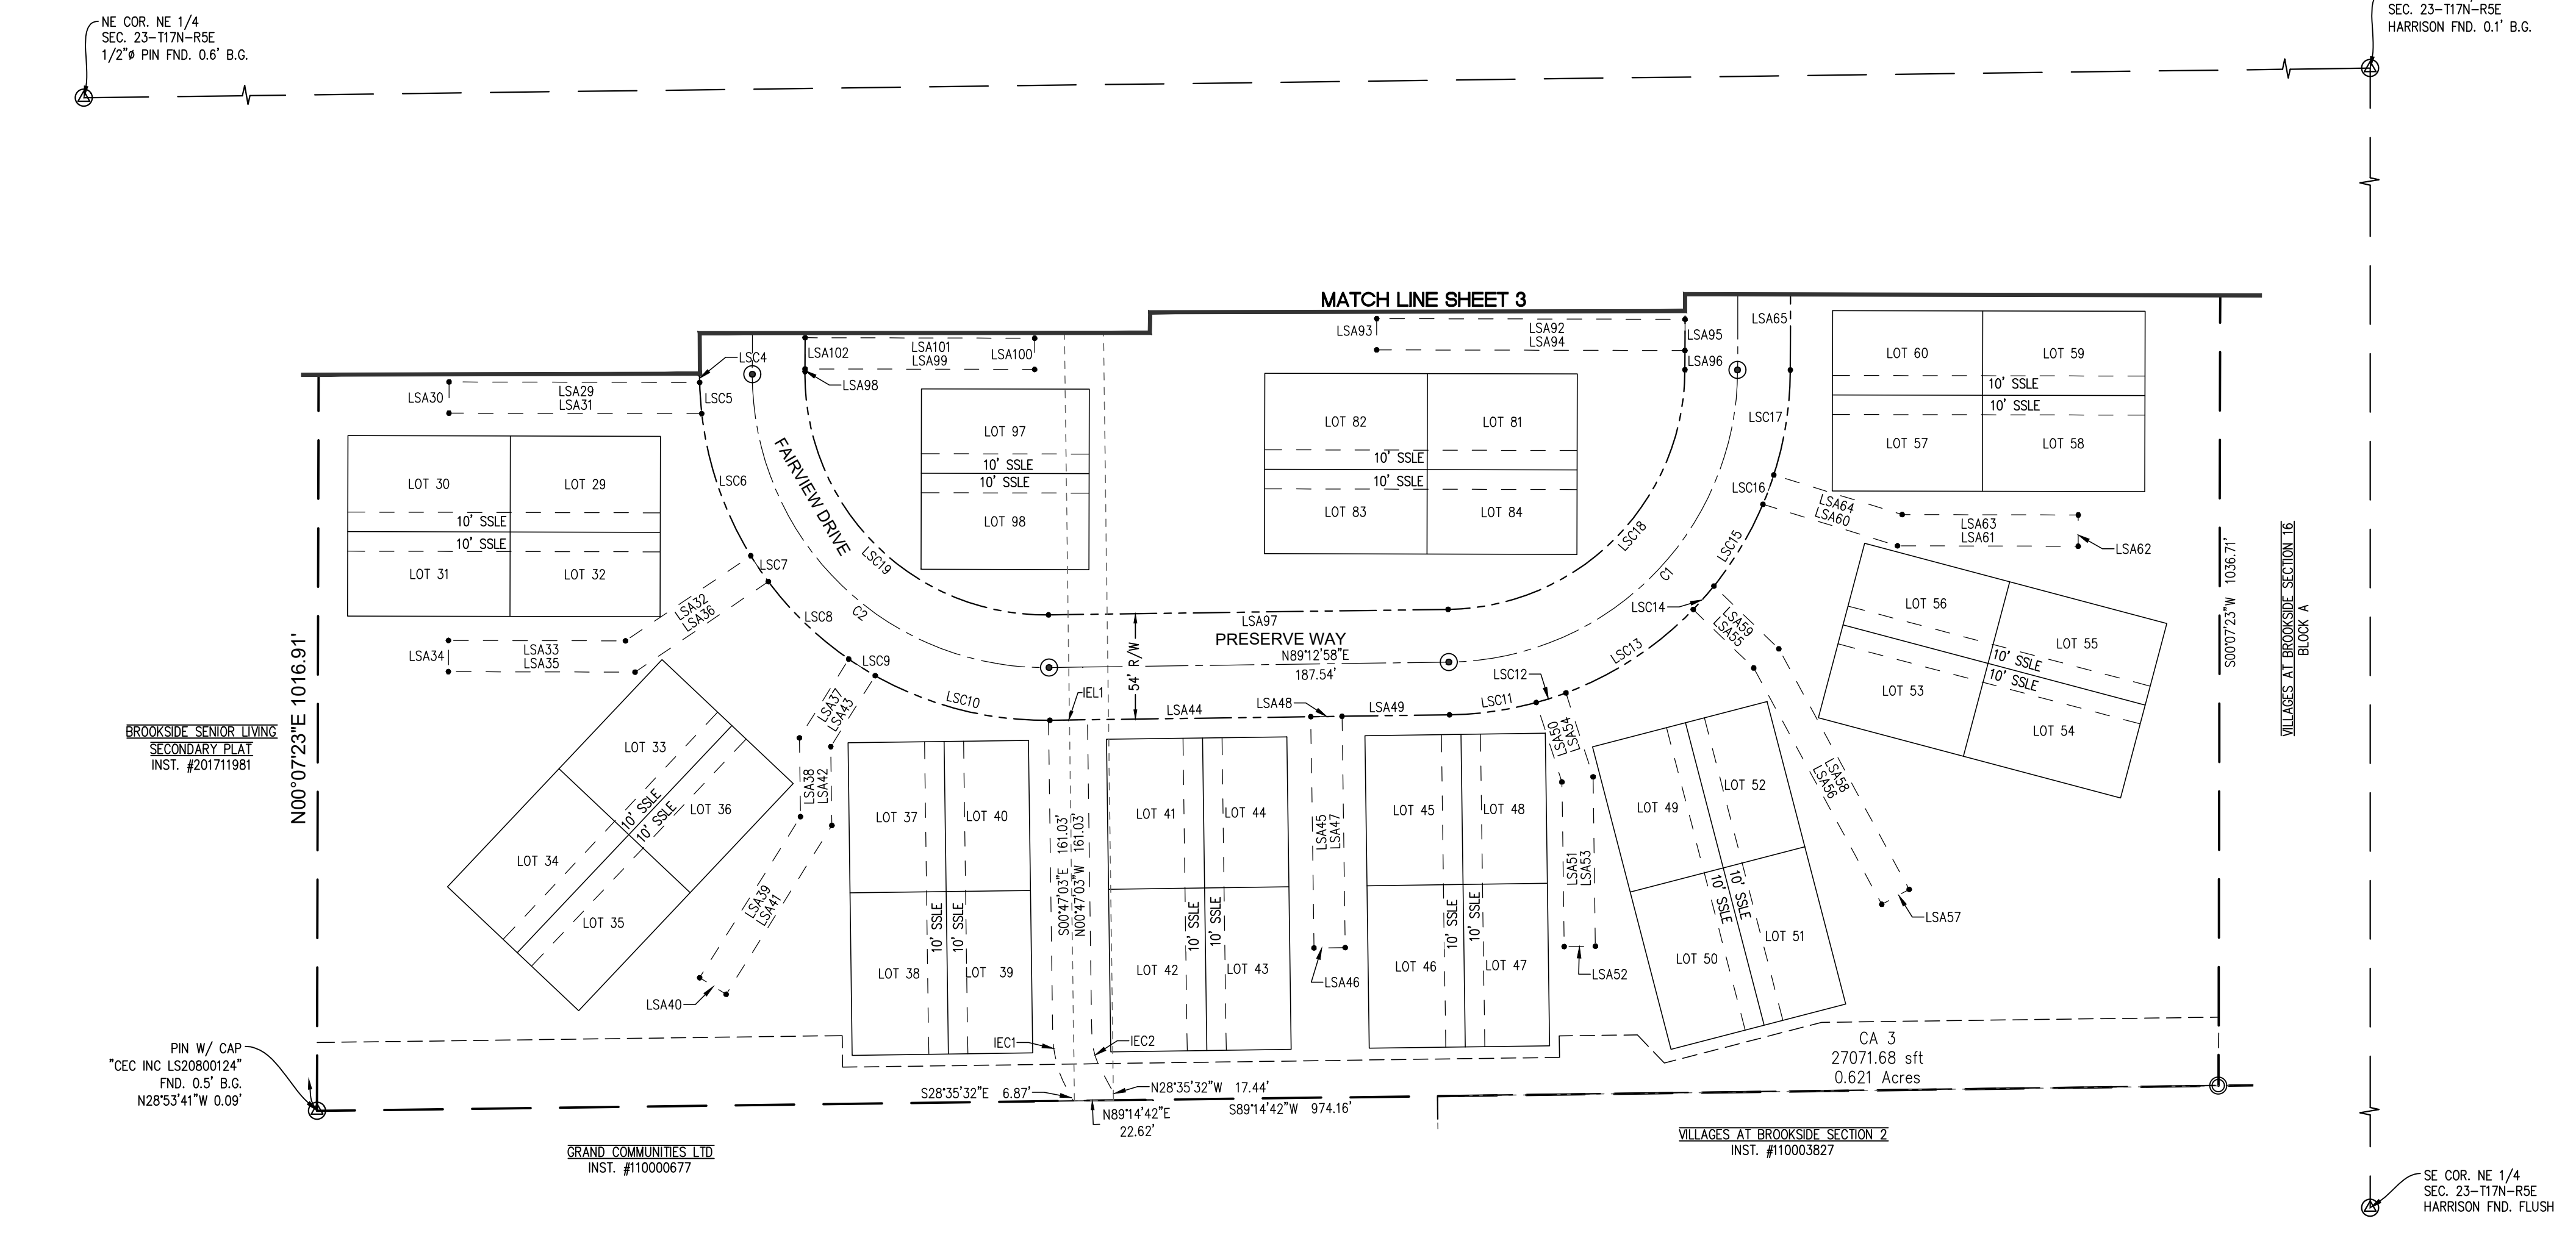 NE COR. NE 1/4
SEC. 23-T17N-R5E
1/2"ø PIN FND. 0.6' B.G.
SEC. 23-T17N-R5E
HARRISON FND. 0.1' B.G.
MATCH LINE SHEET 3
LSA93
LSA92
LSA94
LSA95
LSA96
LSA65
LSC4
LSA102
LSA101
LSA99
LSA100
LSA98
LSA30
LSA29
LSA31
LSC5
LOT 60
LOT 59
10' SSLE
10' SSLE
LOT 57
LOT 58
LOT 97
10' SSLE
10' SSLE
LOT 98
LOT 82
LOT 81
10' SSLE
10' SSLE
LOT 83
LOT 84
LSC17
LOT 30
LOT 29
10' SSLE
10' SSLE
LOT 31
LOT 32
LSC6
FAIRVIEW DRIVE
LSC19
LSC18
LSC16
LSA64
LSA60
LSA63
LSA61
LSA62
LSC15
LSC7
LSC8
C2
C1
LSC14
LSA32
LSA36
LSA34
LSA33
LSA35
LSC9
LSA97
PRESERVE WAY
N89°12'58"E
187.54'
54' R/W
LSC13
LSA59
LSA55
LOT 56
LOT 55
10' SSLE
10' SSLE
LOT 53
LOT 54
S00°07'23"W 1036.71'
VILLAGES AT BROOKSIDE SECTION 16
BLOCK A
N00°07'23"E 1016.91'
BROOKSIDE SENIOR LIVING
SECONDARY PLAT
INST. #201711981
LSC10
IEL1
LSA44
LSA48
LSA49
LSC11
LSC12
LSA37
LSA43
LSA50
LSA54
LOT 33
10' SSLE
10' SSLE
LOT 36
LOT 34
LOT 35
LSA38
LSA42
LSA39
LSA41
LSA40
LOT 37
LOT 40
10' SSLE
10' SSLE
LOT 38
LOT 39
S00°47'03"E 161.03'
N00°47'03"W 161.03'
LOT 41
LOT 44
10' SSLE
10' SSLE
LOT 42
LOT 43
LSA45
LSA47
LSA46
LOT 45
LOT 48
10' SSLE
10' SSLE
LOT 46
LOT 47
LSA51
LSA53
LSA52
LOT 49
LOT 52
10' SSLE
10' SSLE
LOT 50
LOT 51
LSA58
LSA56
LSA57
IEC1
IEC2
PIN W/ CAP
"CEC INC LS20800124"
FND. 0.5' B.G.
N28°53'41"W 0.09'
CA 3
27071.68 sft
0.621 Acres
S28°35'32"E 6.87'
N28°35'32"W 17.44'
N89°14'42"E
22.62'
S89°14'42"W 974.16'
GRAND COMMUNITIES LTD
INST. #110000677
VILLAGES AT BROOKSIDE SECTION 2
INST. #110003827
SE COR. NE 1/4
SEC. 23-T17N-R5E
HARRISON FND. FLUSH